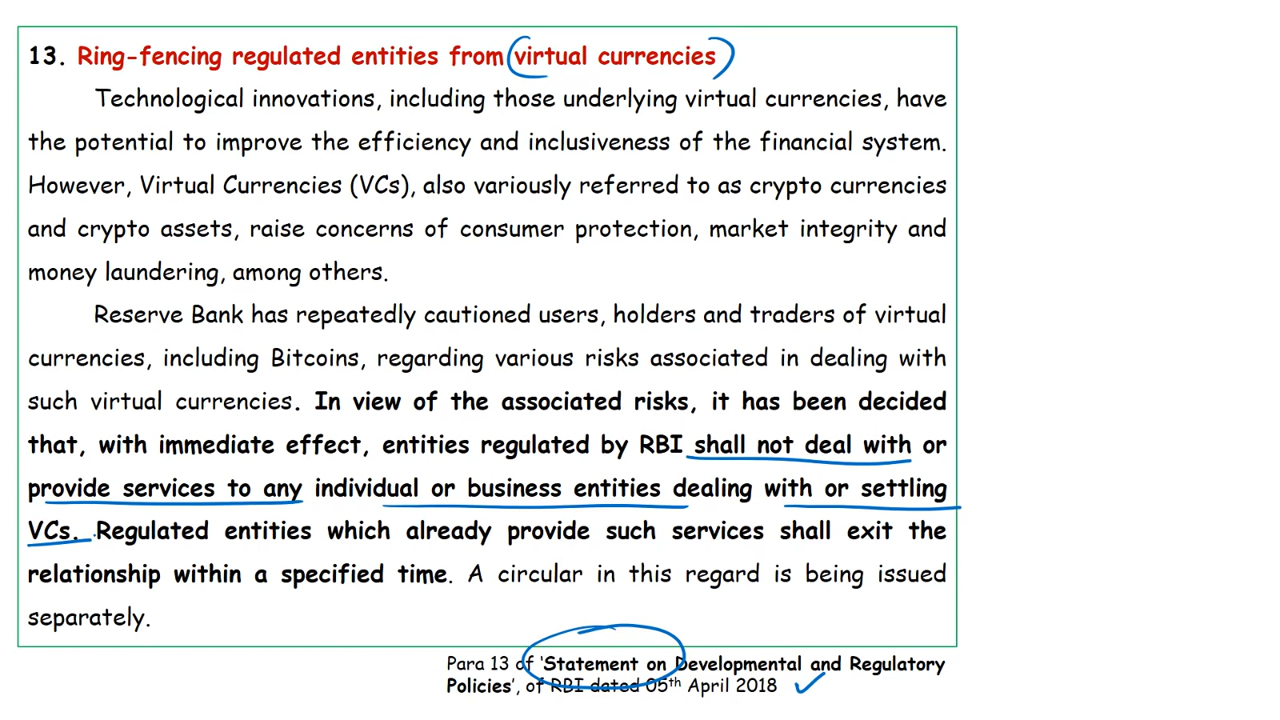 13. Ring-fencing regulated entities from virtual currencies
Technological innovations, including those underlying virtual currencies, have
the potential to improve the efficiency and inclusiveness of the financial system.
However, Virtual Currencies (VCs), also variously referred to as crypto currencies
and crypto assets, raise concerns of consumer protection, market integrity and
money laundering, among others.
Reserve Bank has repeatedly cautioned users, holders and traders of virtual
currencies, including Bitcoins, regarding various risks associated in dealing with
such virtual currencies. In view of the associated risks, it has been decided
that, with immediate effect, entities regulated by RBI shall not deal with or
provide services to any individual or business entities dealing with or settling
VCs. Regulated entities which already provide such services shall exit the
relationship within a specified time. A circular in this regard is being issued
separately.
Para 13 of ‘Statement on Developmental and Regulatory
Policies’, of RBI dated 05th April 2018